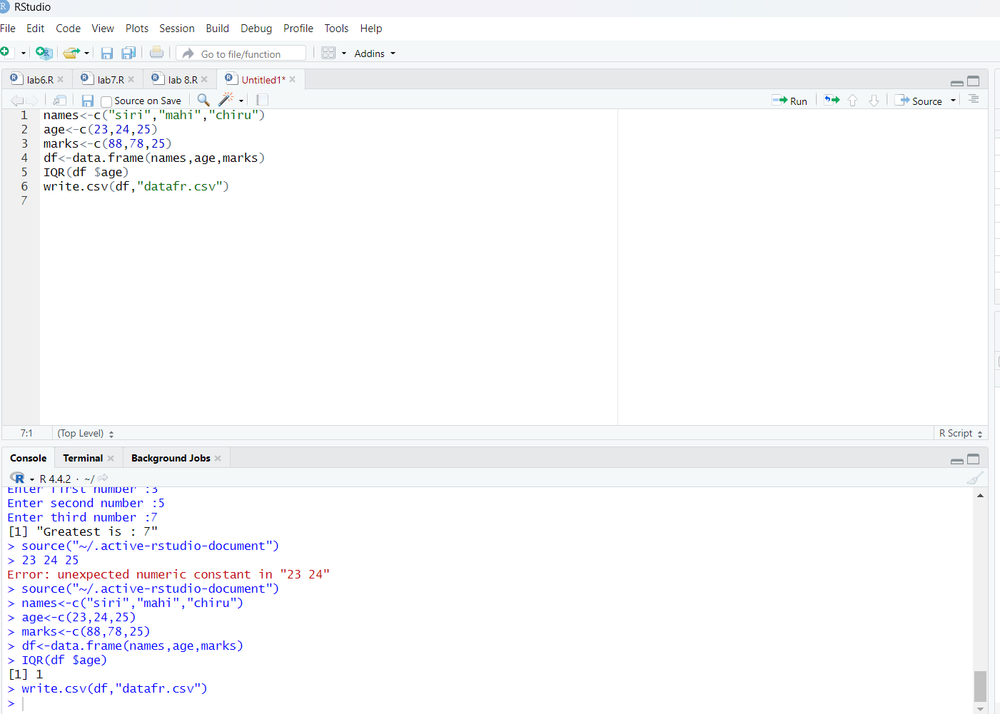 RStudio
File Edit Code View Plots Session Build Debug Profile Tools Help
Go to file/function Addins
lab6.R lab7.R lab 8.R Untitled1*
Source on Save Run Source
1 names<-c("siri","mahi","chiru")
2 age<-c(23,24,25)
3 marks<-c(88,78,25)
4 df<-data.frame(names,age,marks)
5 IQR(df $age)
6 write.csv(df,"datafr.csv")
7
7:1 (Top Level) R Script
Console Terminal Background Jobs
R 4.4.2 · ~/
Enter first number :3
Enter second number :5
Enter third number :7
[1] "Greatest is : 7"
> source("~/.active-rstudio-document")
> 23 24 25
Error: unexpected numeric constant in "23 24"
> source("~/.active-rstudio-document")
> names<-c("siri","mahi","chiru")
> age<-c(23,24,25)
> marks<-c(88,78,25)
> df<-data.frame(names,age,marks)
> IQR(df $age)
[1] 1
> write.csv(df,"datafr.csv")
>